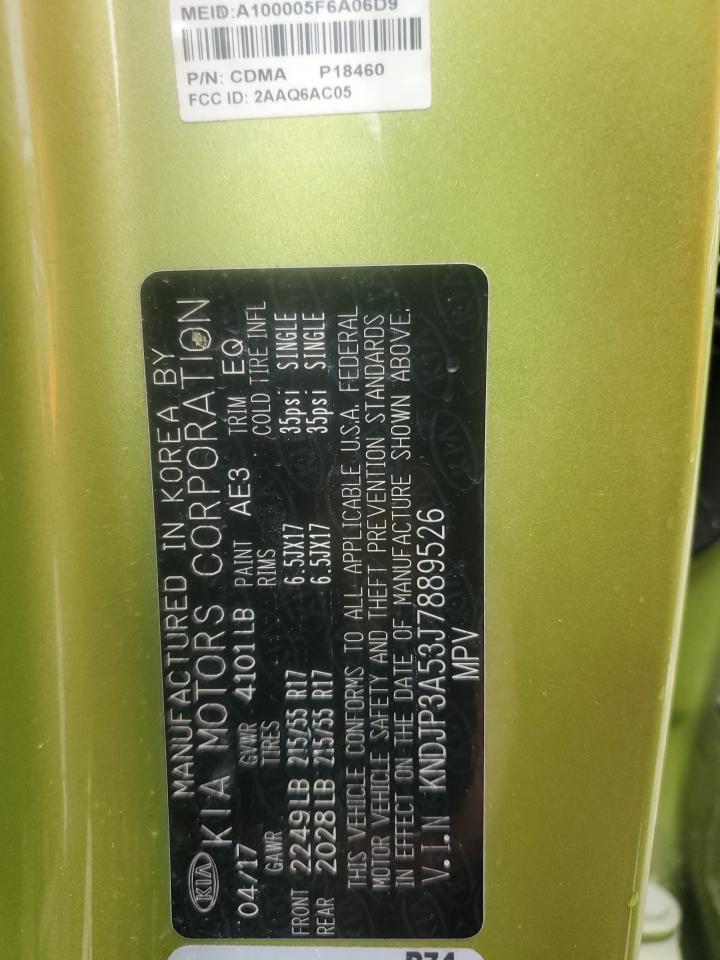 MEID:A100005F6A06D9
P/N: CDMA P18460
FCC ID: 2AAQ6AC05
MANUFACTURED IN KOREA BY
KIA KIA MOTORS CORPORATION
04/17 GVWR 4101LB PAINT AE3 TRIM EQ
GAWR TIRES RIMS COLD TIRE INFL
FRONT 2249LB 215/55 R17 6.5JX17 35psi SINGLE
REAR 2028LB 215/55 R17 6.5JX17 35psi SINGLE
THIS VEHICLE CONFORMS TO ALL APPLICABLE U.S.A. FEDERAL
MOTOR VEHICLE SAFETY AND THEFT PREVENTION STANDARDS
IN EFFECT ON THE DATE OF MANUFACTURE SHOWN ABOVE.
V.I.N KNDJP3A53J7889526
MPV